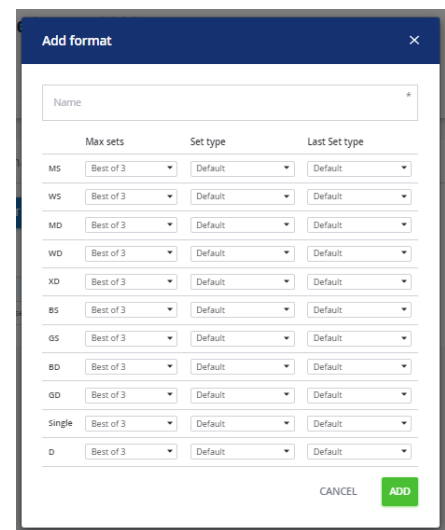 Add format ×
Name *
Max sets Set type Last Set type
MS Best of 3 Default Default
WS Best of 3 Default Default
MD Best of 3 Default Default
WD Best of 3 Default Default
XD Best of 3 Default Default
BS Best of 3 Default Default
GS Best of 3 Default Default
BD Best of 3 Default Default
GD Best of 3 Default Default
Single Best of 3 Default Default
D Best of 3 Default Default
CANCEL ADD